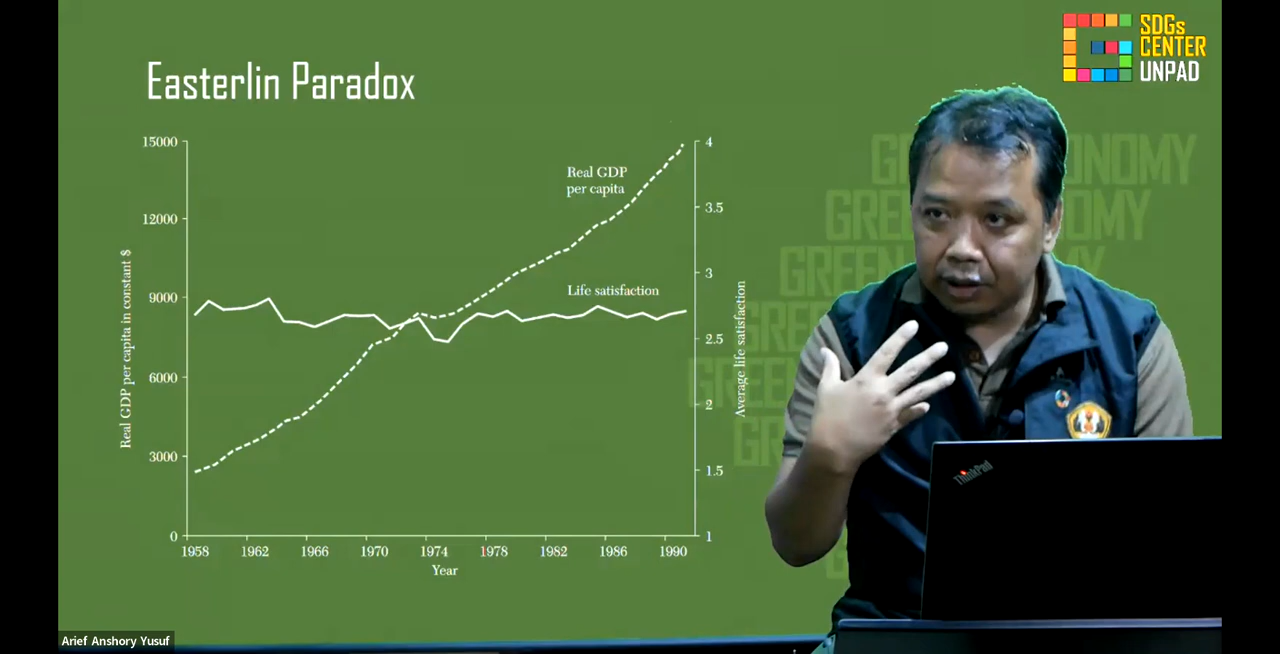 SDGs
CENTER
UNPAD
Easterlin Paradox
15000
12000
9000
6000
3000
0
Real GDP per capita in constant $
Real GDP
per capita
Life satisfaction
4
3.5
3
2.5
2
1.5
1
Average life satisfaction
1958 1962 1966 1970 1974 1978 1982 1986 1990
Year
ThinkPad
Arief Anshory Yusuf